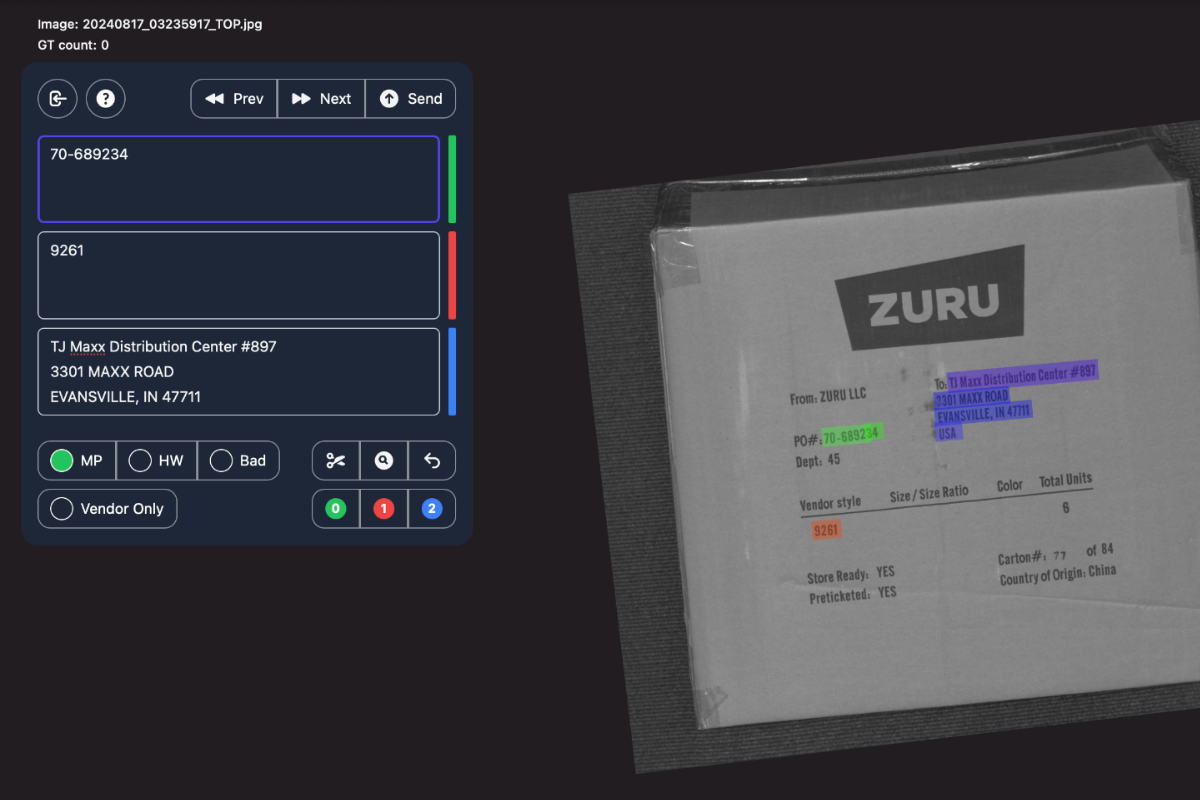 Image: 20240817_03235917_TOP.jpg
GT count: 0
Prev
Next
Send
70-689234
9261
TJ Maxx Distribution Center #897
3301 MAXX ROAD
EVANSVILLE, IN 47711
MP
HW
Bad
Vendor Only
0
1
2
ZURU
From: ZURU LLC
To: TJ Maxx Distribution Center #897
3301 MAXX ROAD
EVANSVILLE, IN 47711
USA
PO#: 70-689234
Dept: 45
Vendor style Size / Size Ratio Color Total Units
9261 6
Store Ready: YES
Preticketed: YES
Carton#: 77 of 84
Country of Origin: China